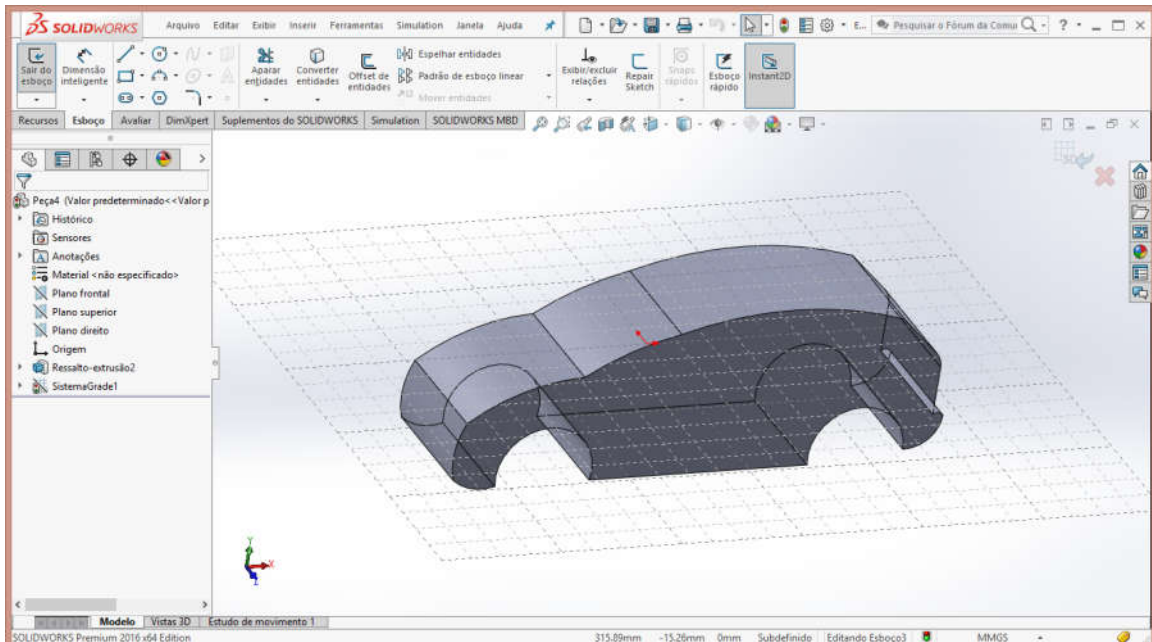 SOLIDWORKS Arquivo Editar Exibir Inserir Ferramentas Simulation Janela Ajuda E... Pesquisar o Fórum da Comu ?
Sair do esboço
Dimensão inteligente
Aparar entidades
Converter entidades
Offset de entidades
Espelhar entidades
Padrão de esboço linear
Mover entidades
Exibir/excluir relações
Repair Sketch
Snaps rápidos
Esboço rápido
Instant2D
Recursos Esboço Avaliar DimXpert Suplementos do SOLIDWORKS Simulation SOLIDWORKS MBD
Peça4 (Valor predeterminado<<Valor p
Histórico
Sensores
Anotações
Material <não especificado>
Plano frontal
Plano superior
Plano direito
Origem
Ressalto-extrusão2
SistemaGrade1
3D
Y
X
Z
Modelo Vistas 3D Estudo de movimento 1
SOLIDWORKS Premium 2016 x64 Edition 315.89mm -15.26mm 0mm Subdefinido Editando Esboço3 MMGS